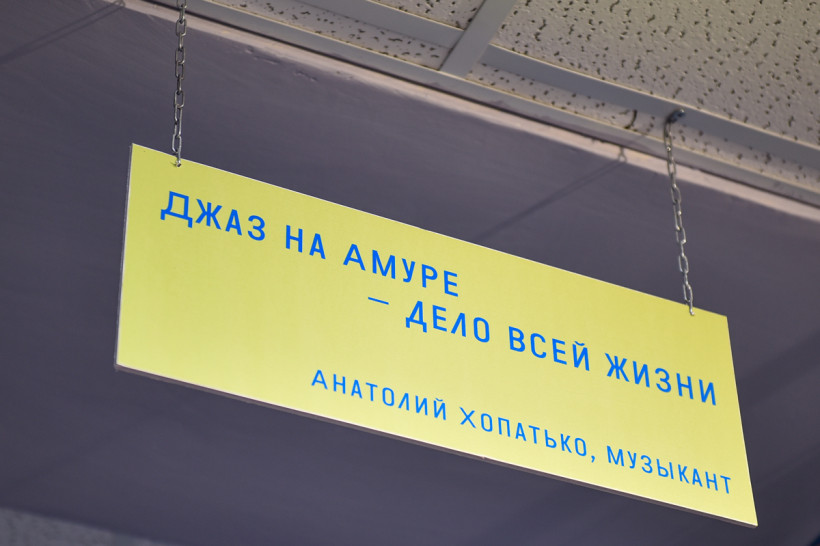 ДЖАЗ НА АМУРЕ
– ДЕЛО ВСЕЙ ЖИЗНИ
АНАТОЛИЙ ХОПАТЬКО, МУЗЫКАНТ